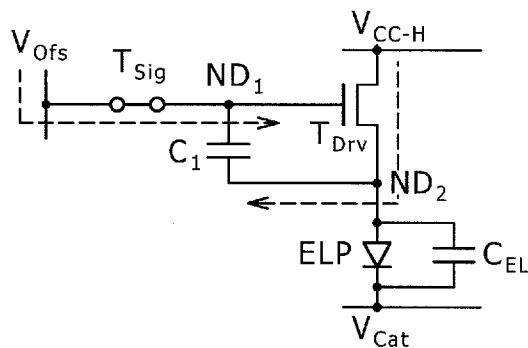 V_CC-H
V_Ofs
T_Sig
ND_1
T_Drv
C_1
ND_2
ELP
C_EL
V_Cat